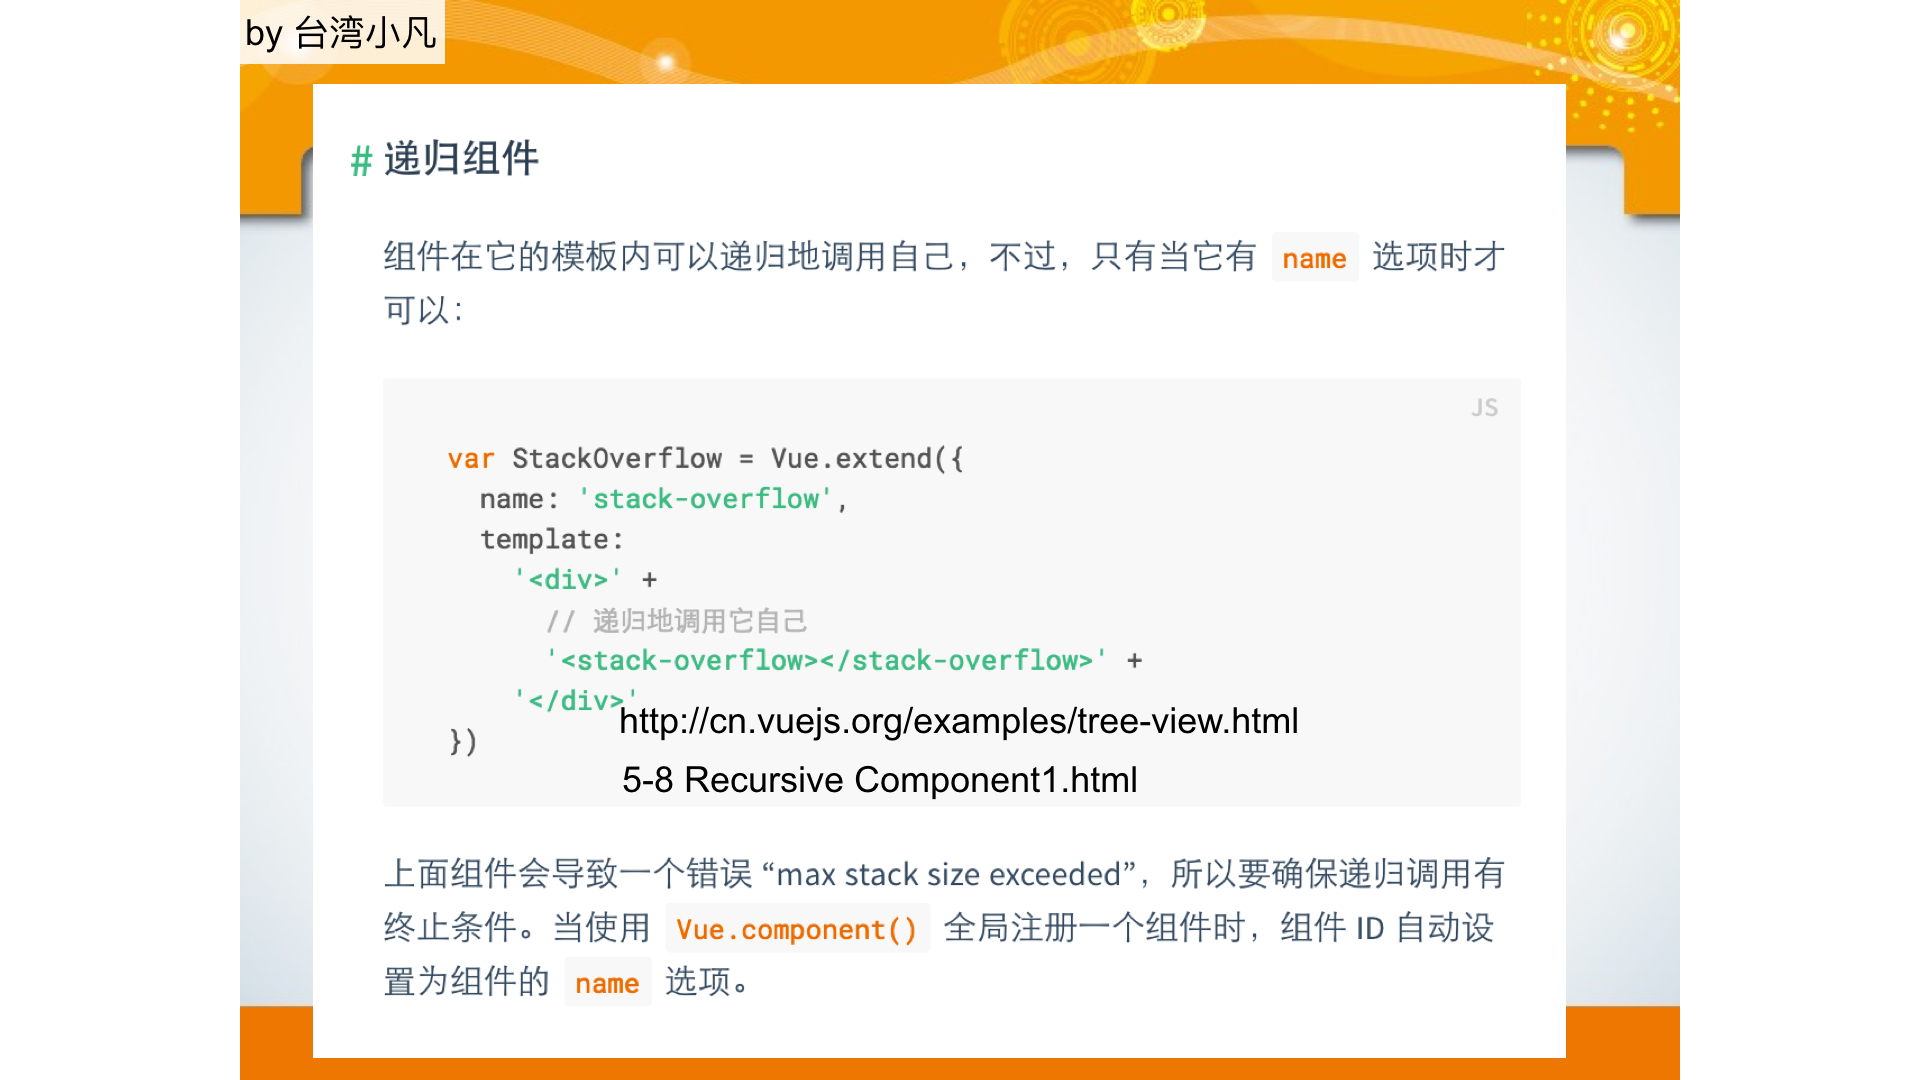 by 台湾小凡
# 递归组件
组件在它的模板内可以递归地调用自己，不过，只有当它有 name 选项时才
可以：
JS
var StackOverflow = Vue.extend({
name: 'stack-overflow',
template:
'<div>' +
// 递归地调用它自己
'<stack-overflow></stack-overflow>' +
'</div>'
http://cn.vuejs.org/examples/tree-view.html
})
5-8 Recursive Component1.html
上面组件会导致一个错误 “max stack size exceeded”，所以要确保递归调用有
终止条件。当使用 Vue.component() 全局注册一个组件时，组件 ID 自动设
置为组件的 name 选项。